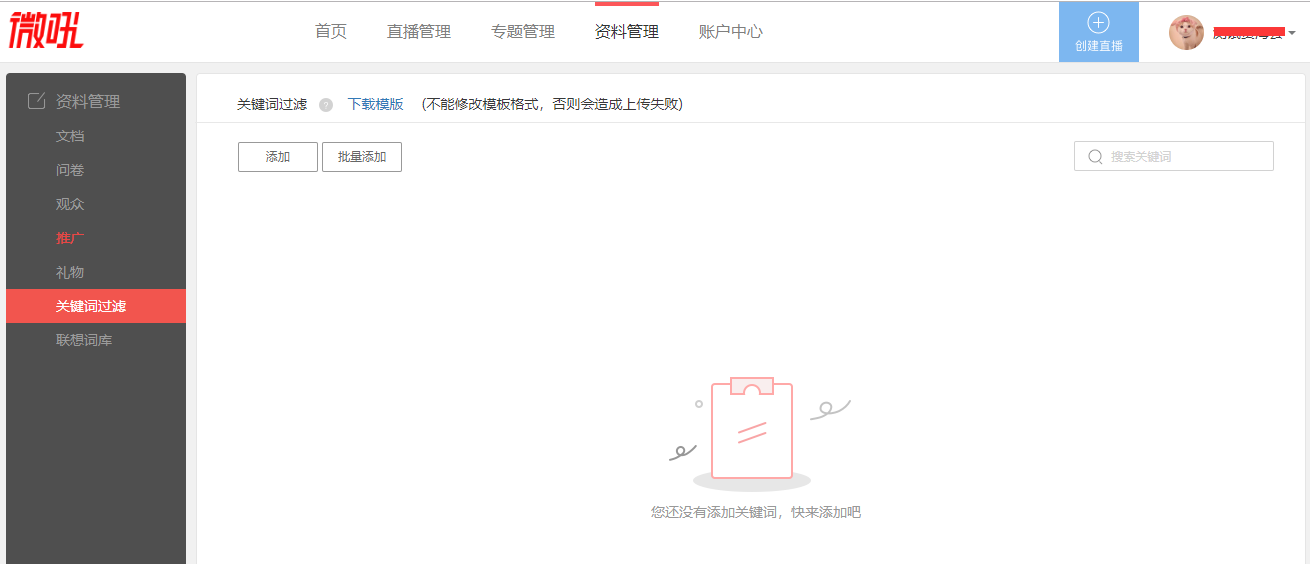 微吼
首页 直播管理 专题管理 资料管理 账户中心
创建直播
资料管理
文档
问卷
观众
推广
礼物
关键词过滤
联想词库
关键词过滤 ? 下载模版 (不能修改模板格式，否则会造成上传失败)
添加 批量添加
搜索关键词
您还没有添加关键词，快来添加吧